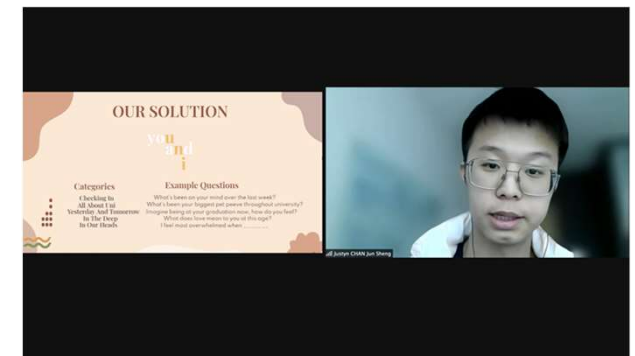 OUR SOLUTION
you
and
i
Categories
Checking In
All About Uni
Yesterday And Tomorrow
In The Deep
In Our Heads
Example Questions
What's been on your mind over the last week?
What's been your biggest pet peeve throughout university?
Imagine being at your graduation now, how do you feel?
What does love mean to you at this age?
I feel most overwhelmed when ________
Justyn CHAN Jun Sheng